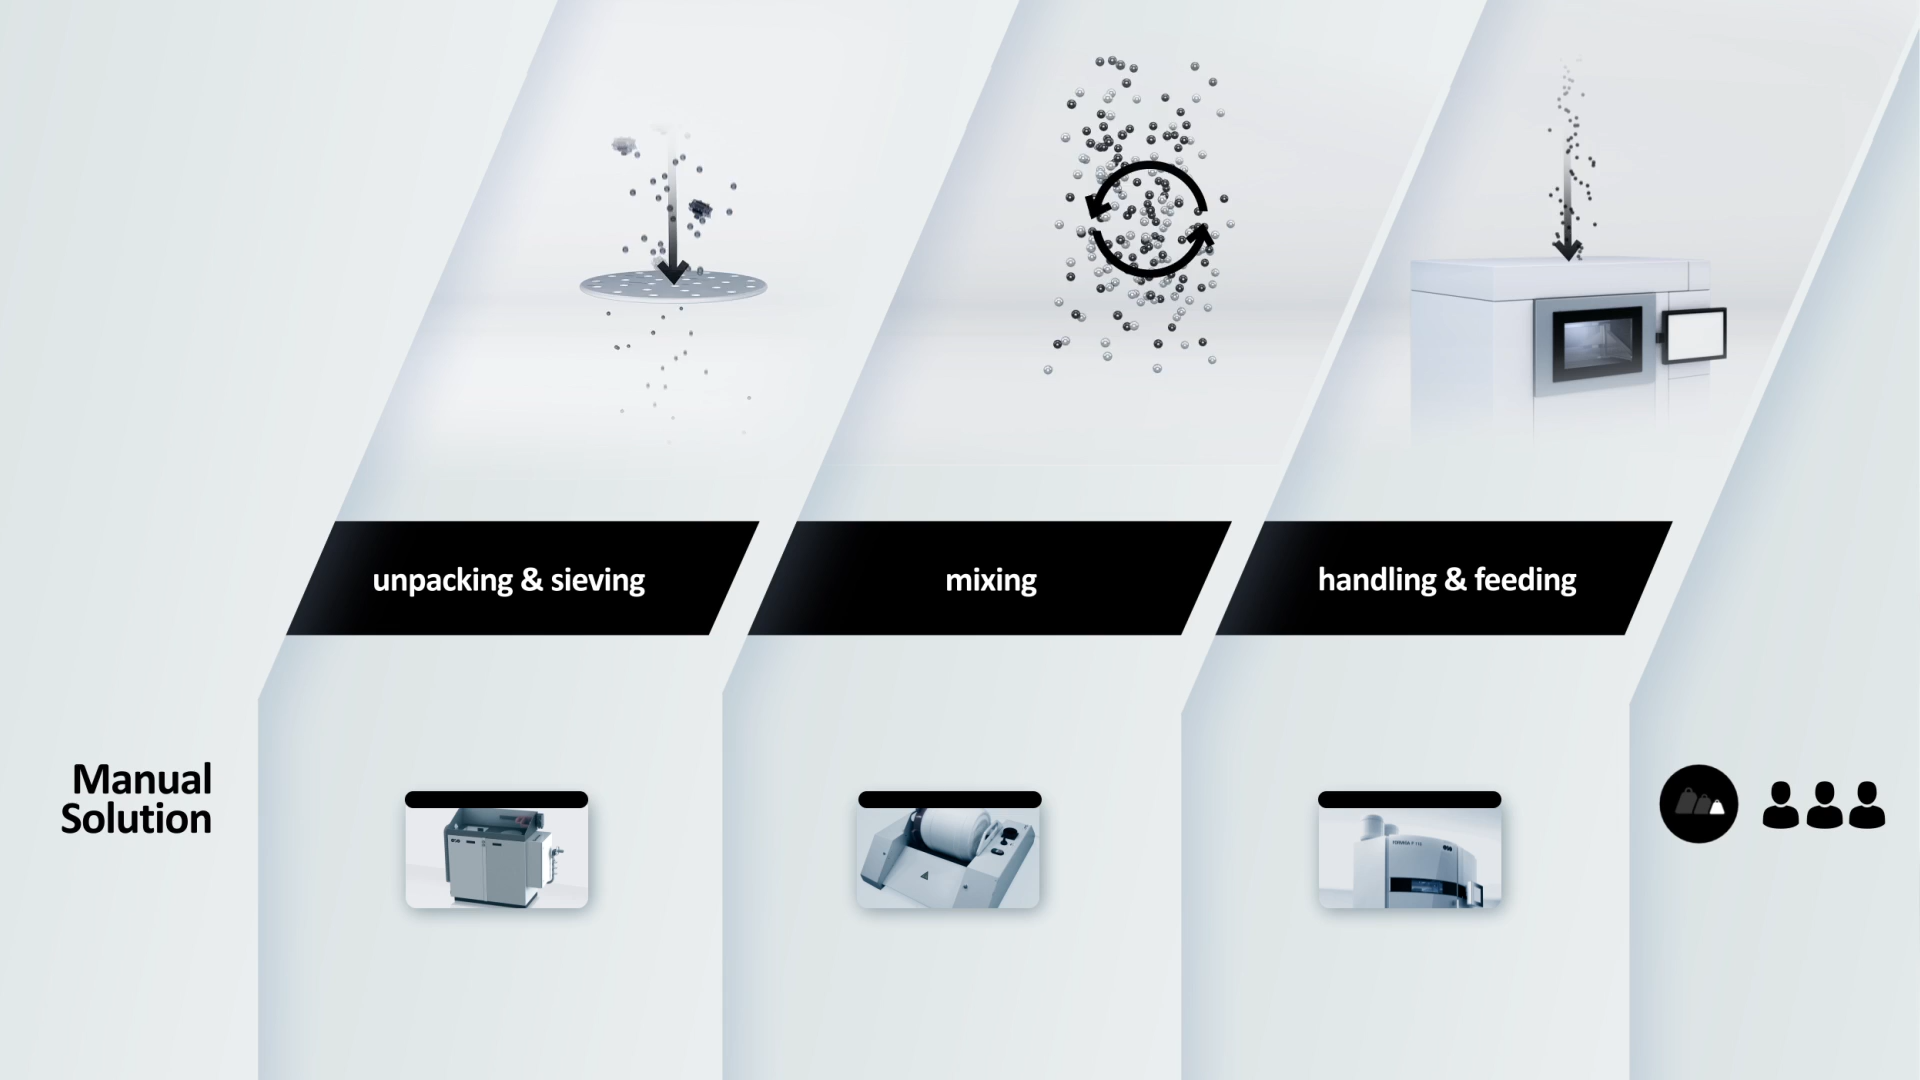 unpacking & sieving
mixing
handling & feeding
Manual
Solution